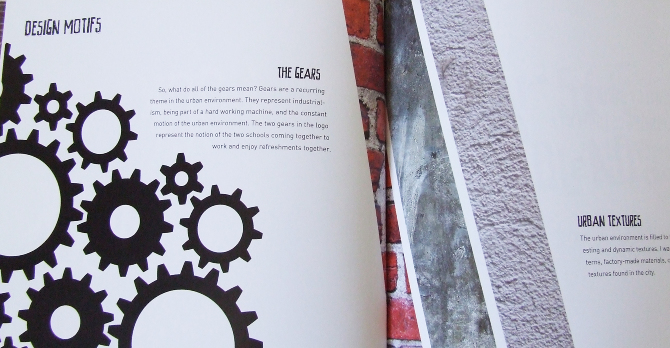 DESIGN MOTIFS
THE GEARS
So, what do all of the gears mean? Gears are a recurring
theme in the urban environment. They represent industrial-
ism, being part of a hard working machine, and the constant
motion of the urban environment. The two gears in the logo
represent the notion of the two schools coming together to
work and enjoy refreshments together.
URBAN TEXTURES
The urban environment is filled
esting and dynamic textures. I
terns, factory-made materials,
textures found in the city.